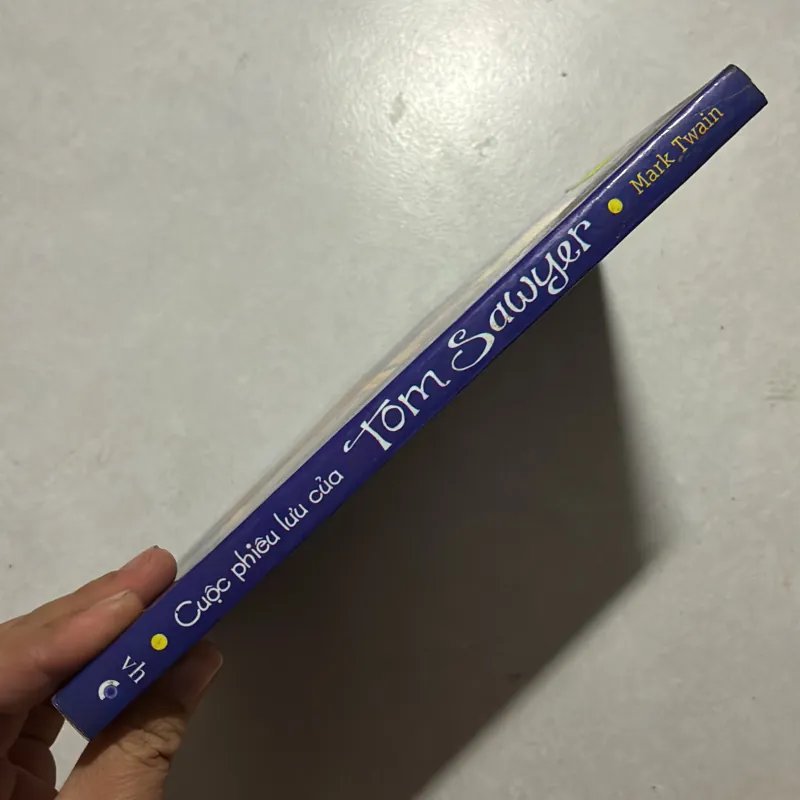 vh
Cuộc phiêu lưu của
Tom Sawyer
Mark Twain